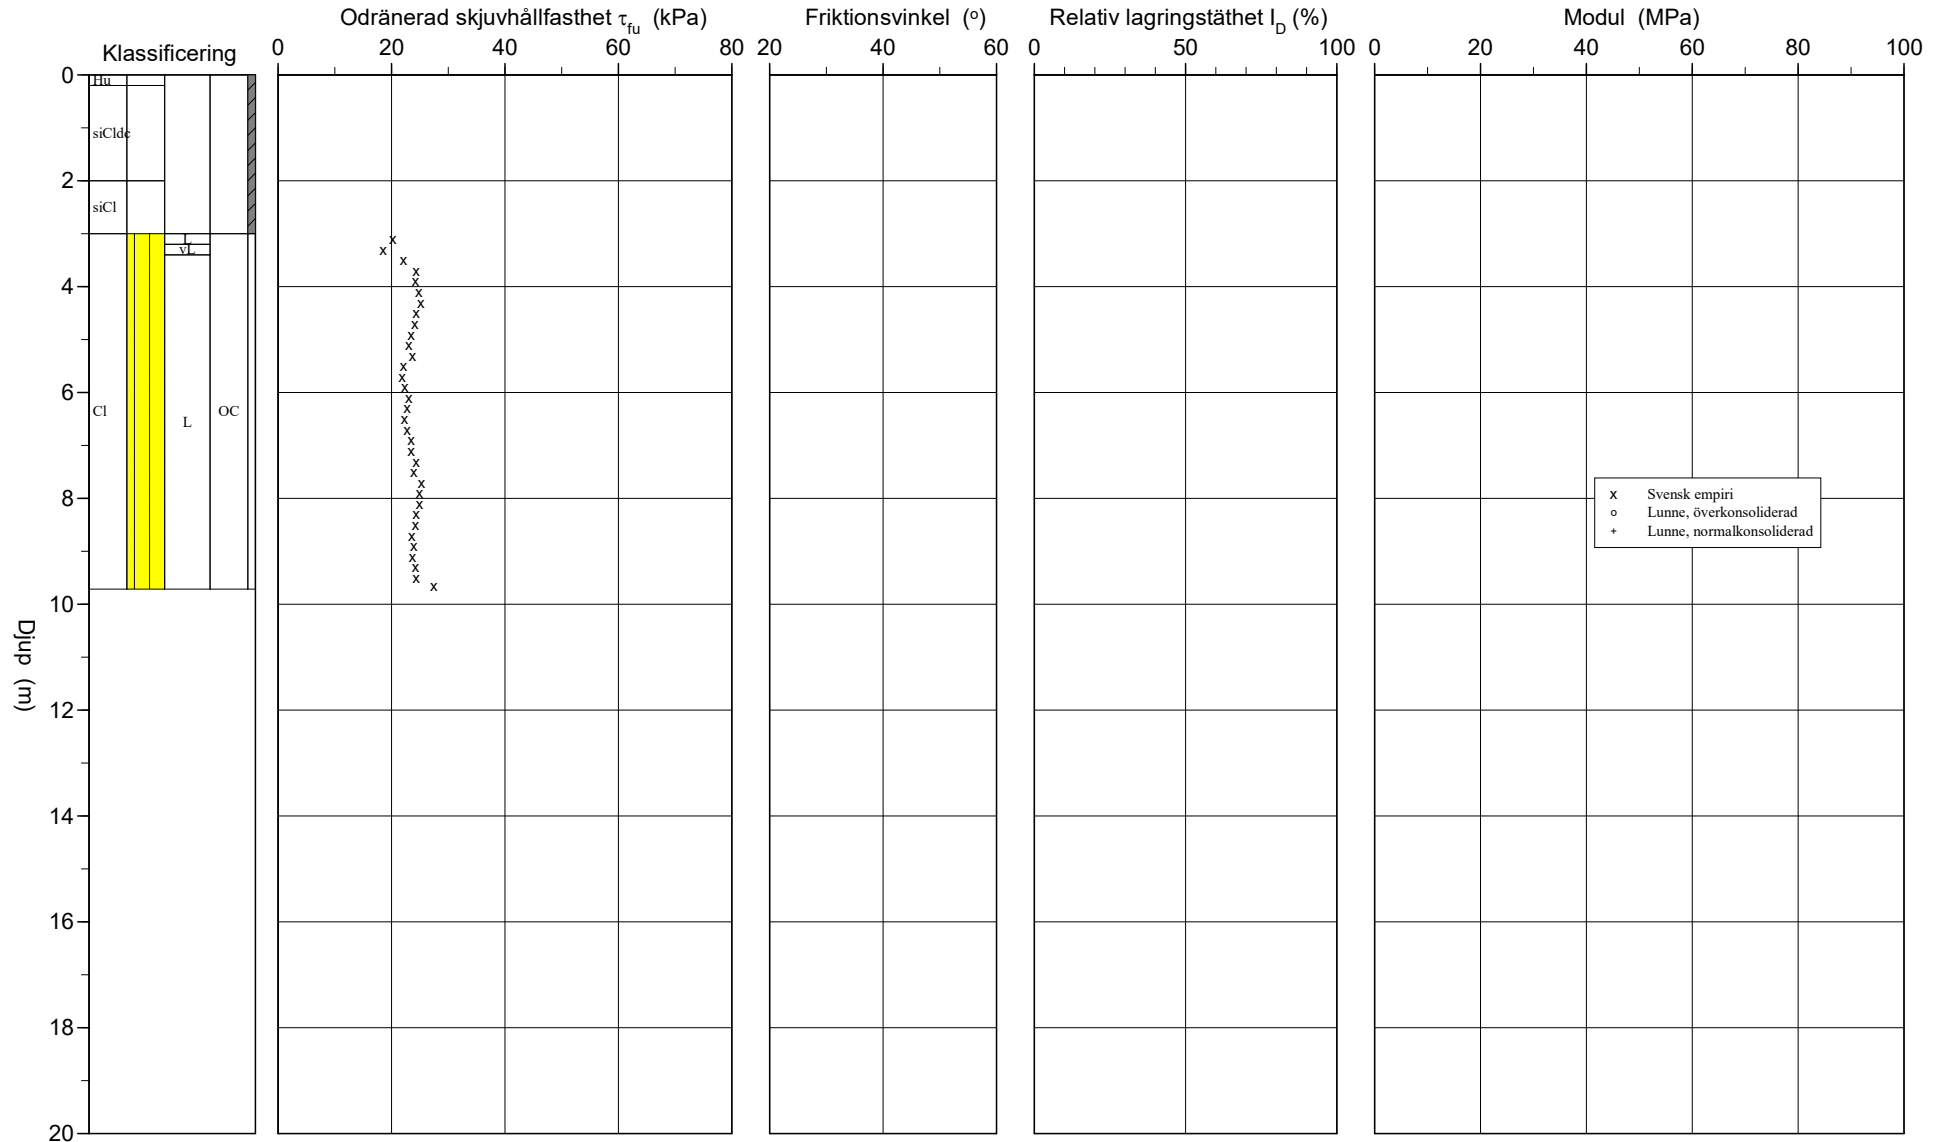 Odränerad skjuvhållfasthet τfu (kPa)
Friktionsvinkel (o)
Relativ lagringstäthet ID (%)
Modul (MPa)
Klassificering
0 20 40 60 80
20 40 60
0 50 100
0 20 40 60 80 100
0
Hu
siCldc
2
siCl
L
vL
4
6
Cl
L
OC
8
x Svensk empiri
o Lunne, överkonsoliderad
+ Lunne, normalkonsoliderad
10
Djup (m)
12
14
16
18
20